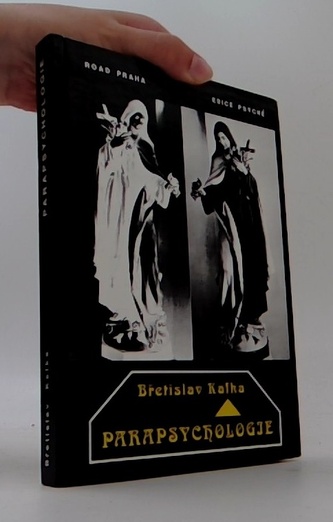 ROAD PRAHA
EDICE PSYCHÉ
Břetislav Kafka
PARAPSYCHOLOGIE
PARAPSYCHOLOGIE
Břetislav Kafka